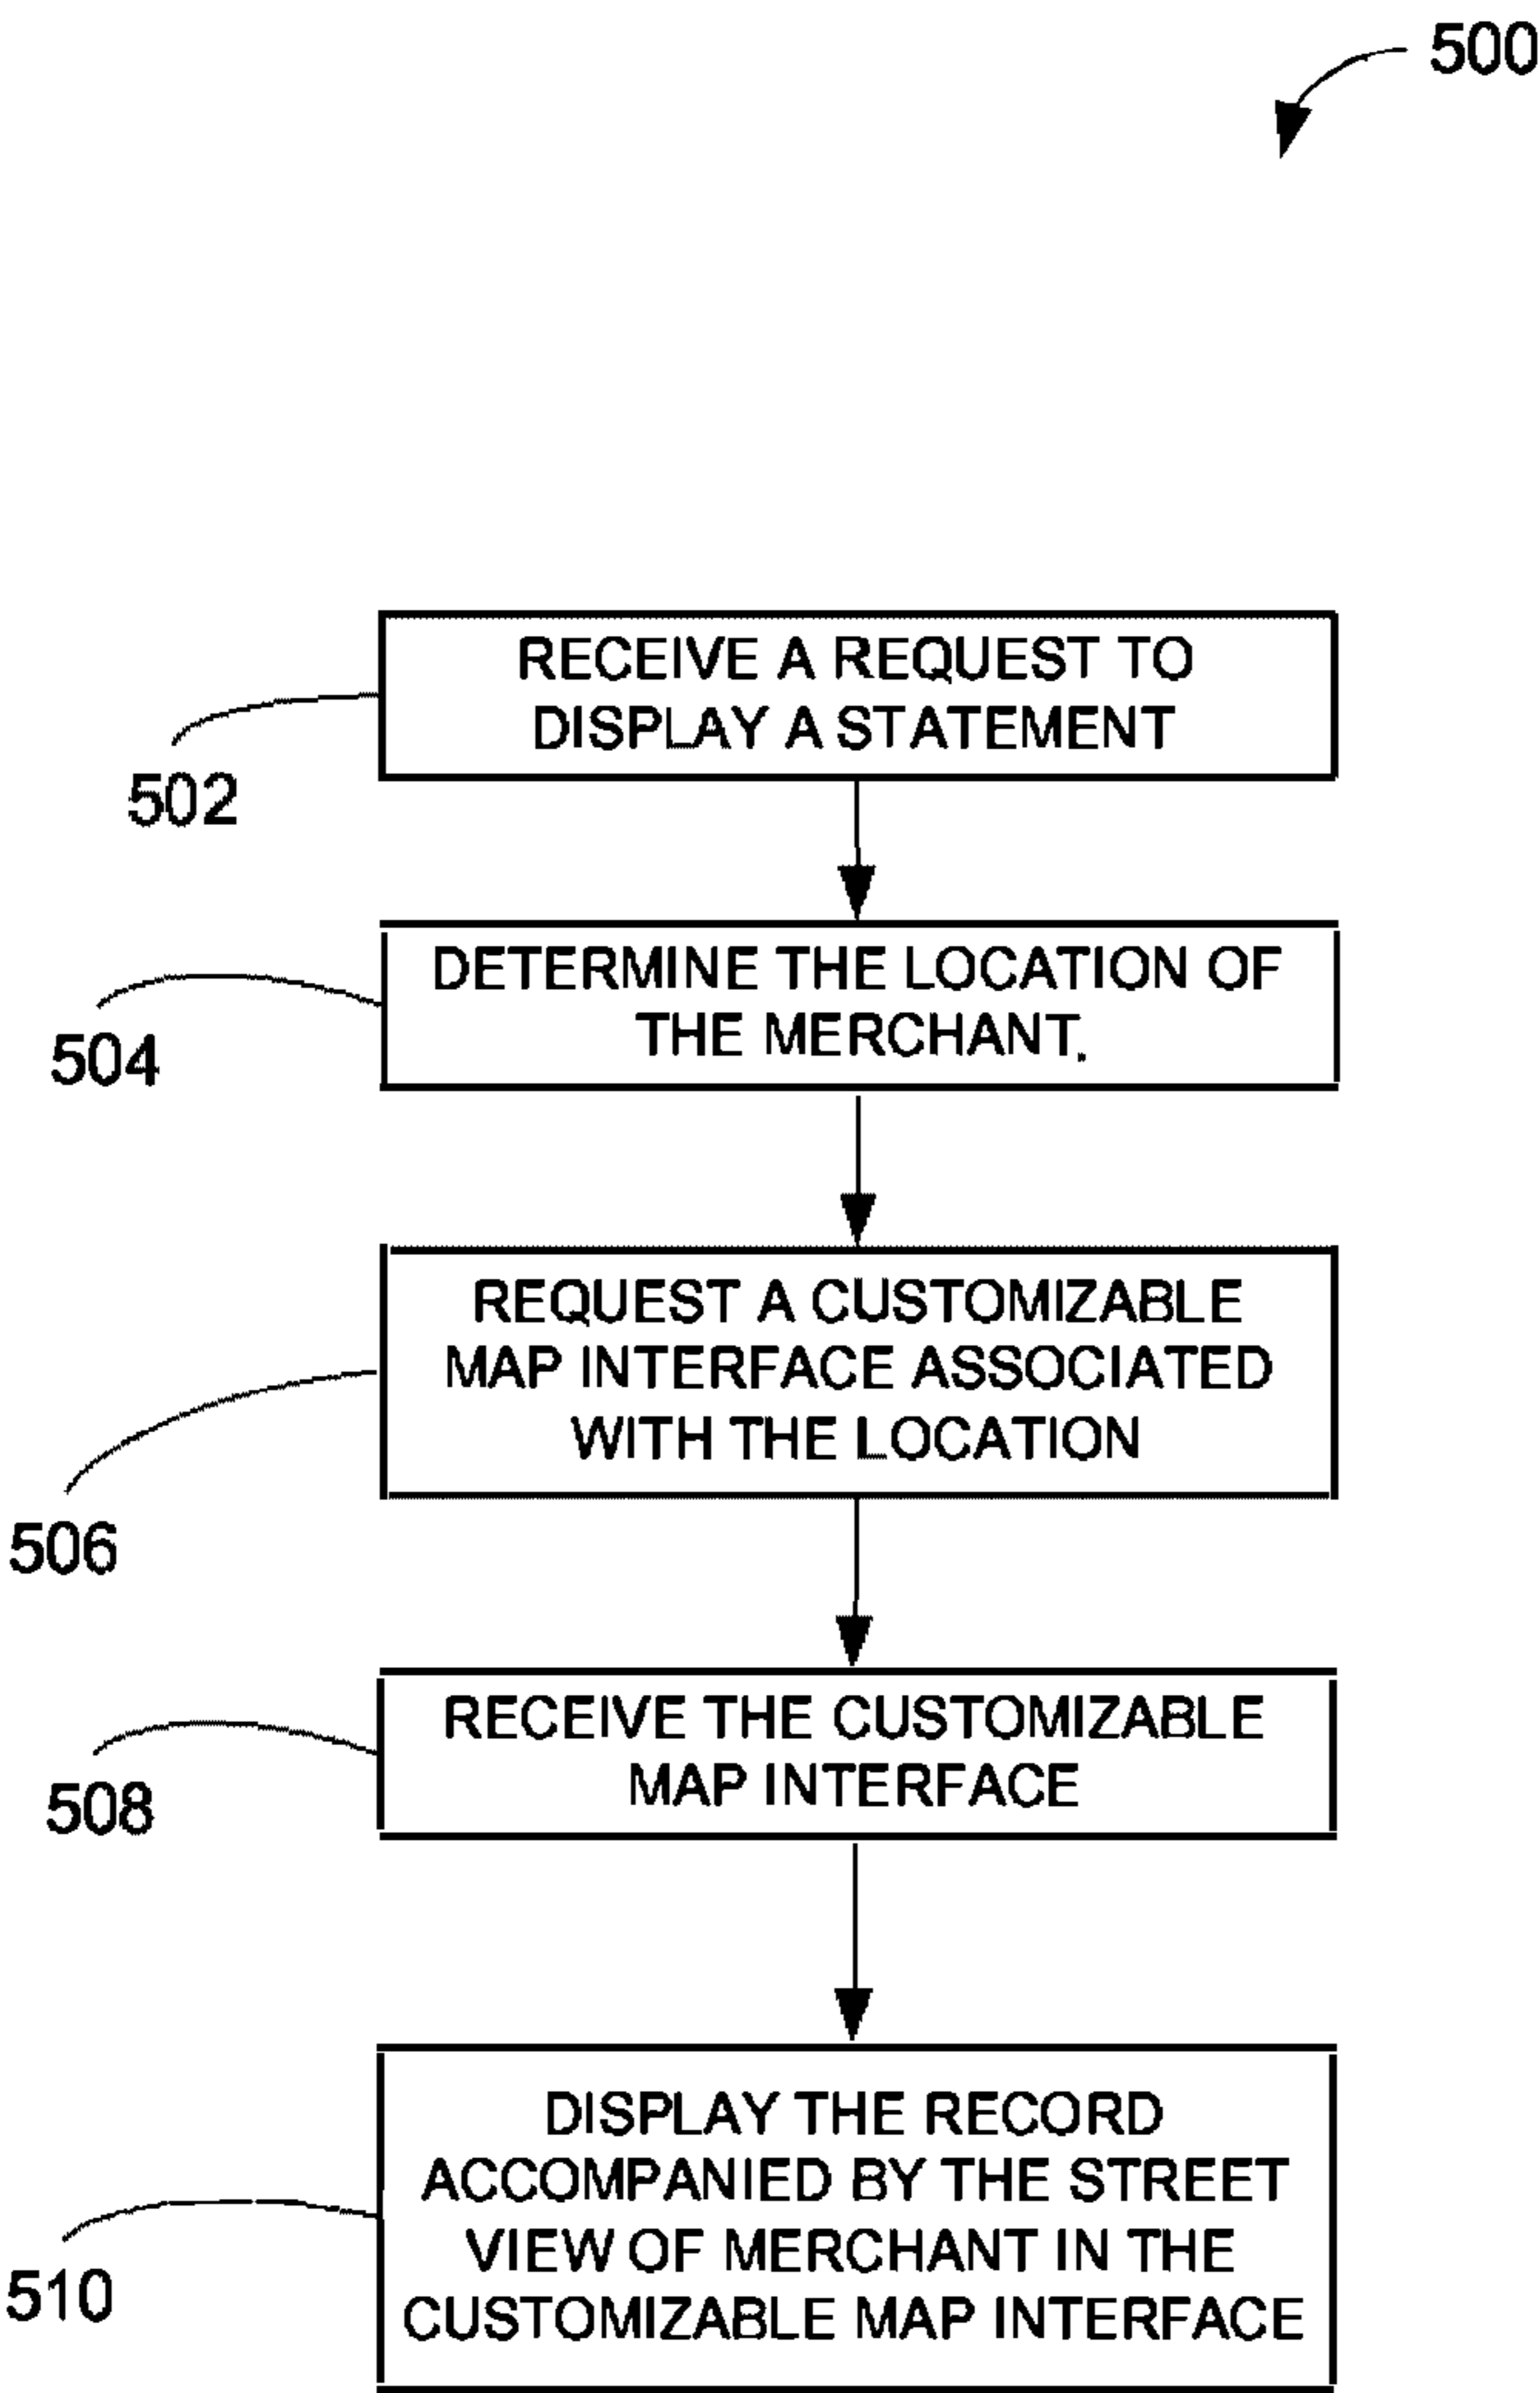 500
RECEIVE A REQUEST TO
DISPLAY A STATEMENT
502
DETERMINE THE LOCATION OF
THE MERCHANT.
504
REQUEST A CUSTOMIZABLE
MAP INTERFACE ASSOCIATED
WITH THE LOCATION
506
RECEIVE THE CUSTOMIZABLE
MAP INTERFACE
508
DISPLAY THE RECORD
ACCOMPANIED BY THE STREET
VIEW OF MERCHANT IN THE
CUSTOMIZABLE MAP INTERFACE
510